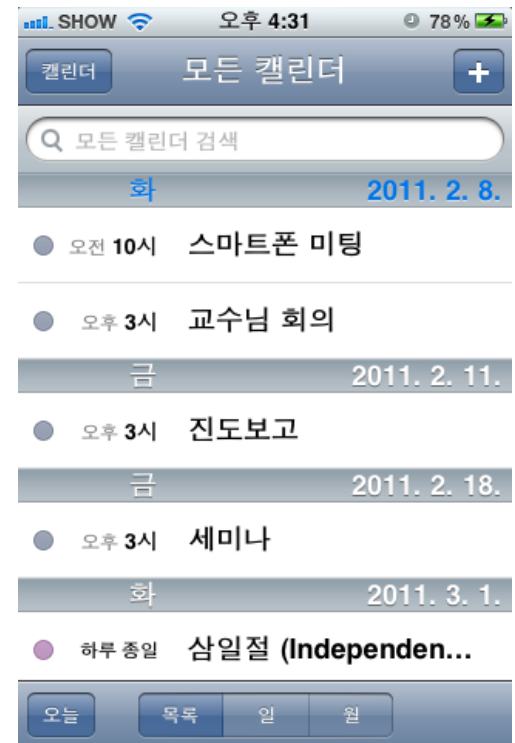 SHOW 오후 4:31 78%
캘린더 모든 캘린더 +
모든 캘린더 검색
화 2011. 2. 8.
오전 10시 스마트폰 미팅
오후 3시 교수님 회의
금 2011. 2. 11.
오후 3시 진도보고
금 2011. 2. 18.
오후 3시 세미나
화 2011. 3. 1.
하루 종일 삼일절 (Independen...
오늘 목록 일 월